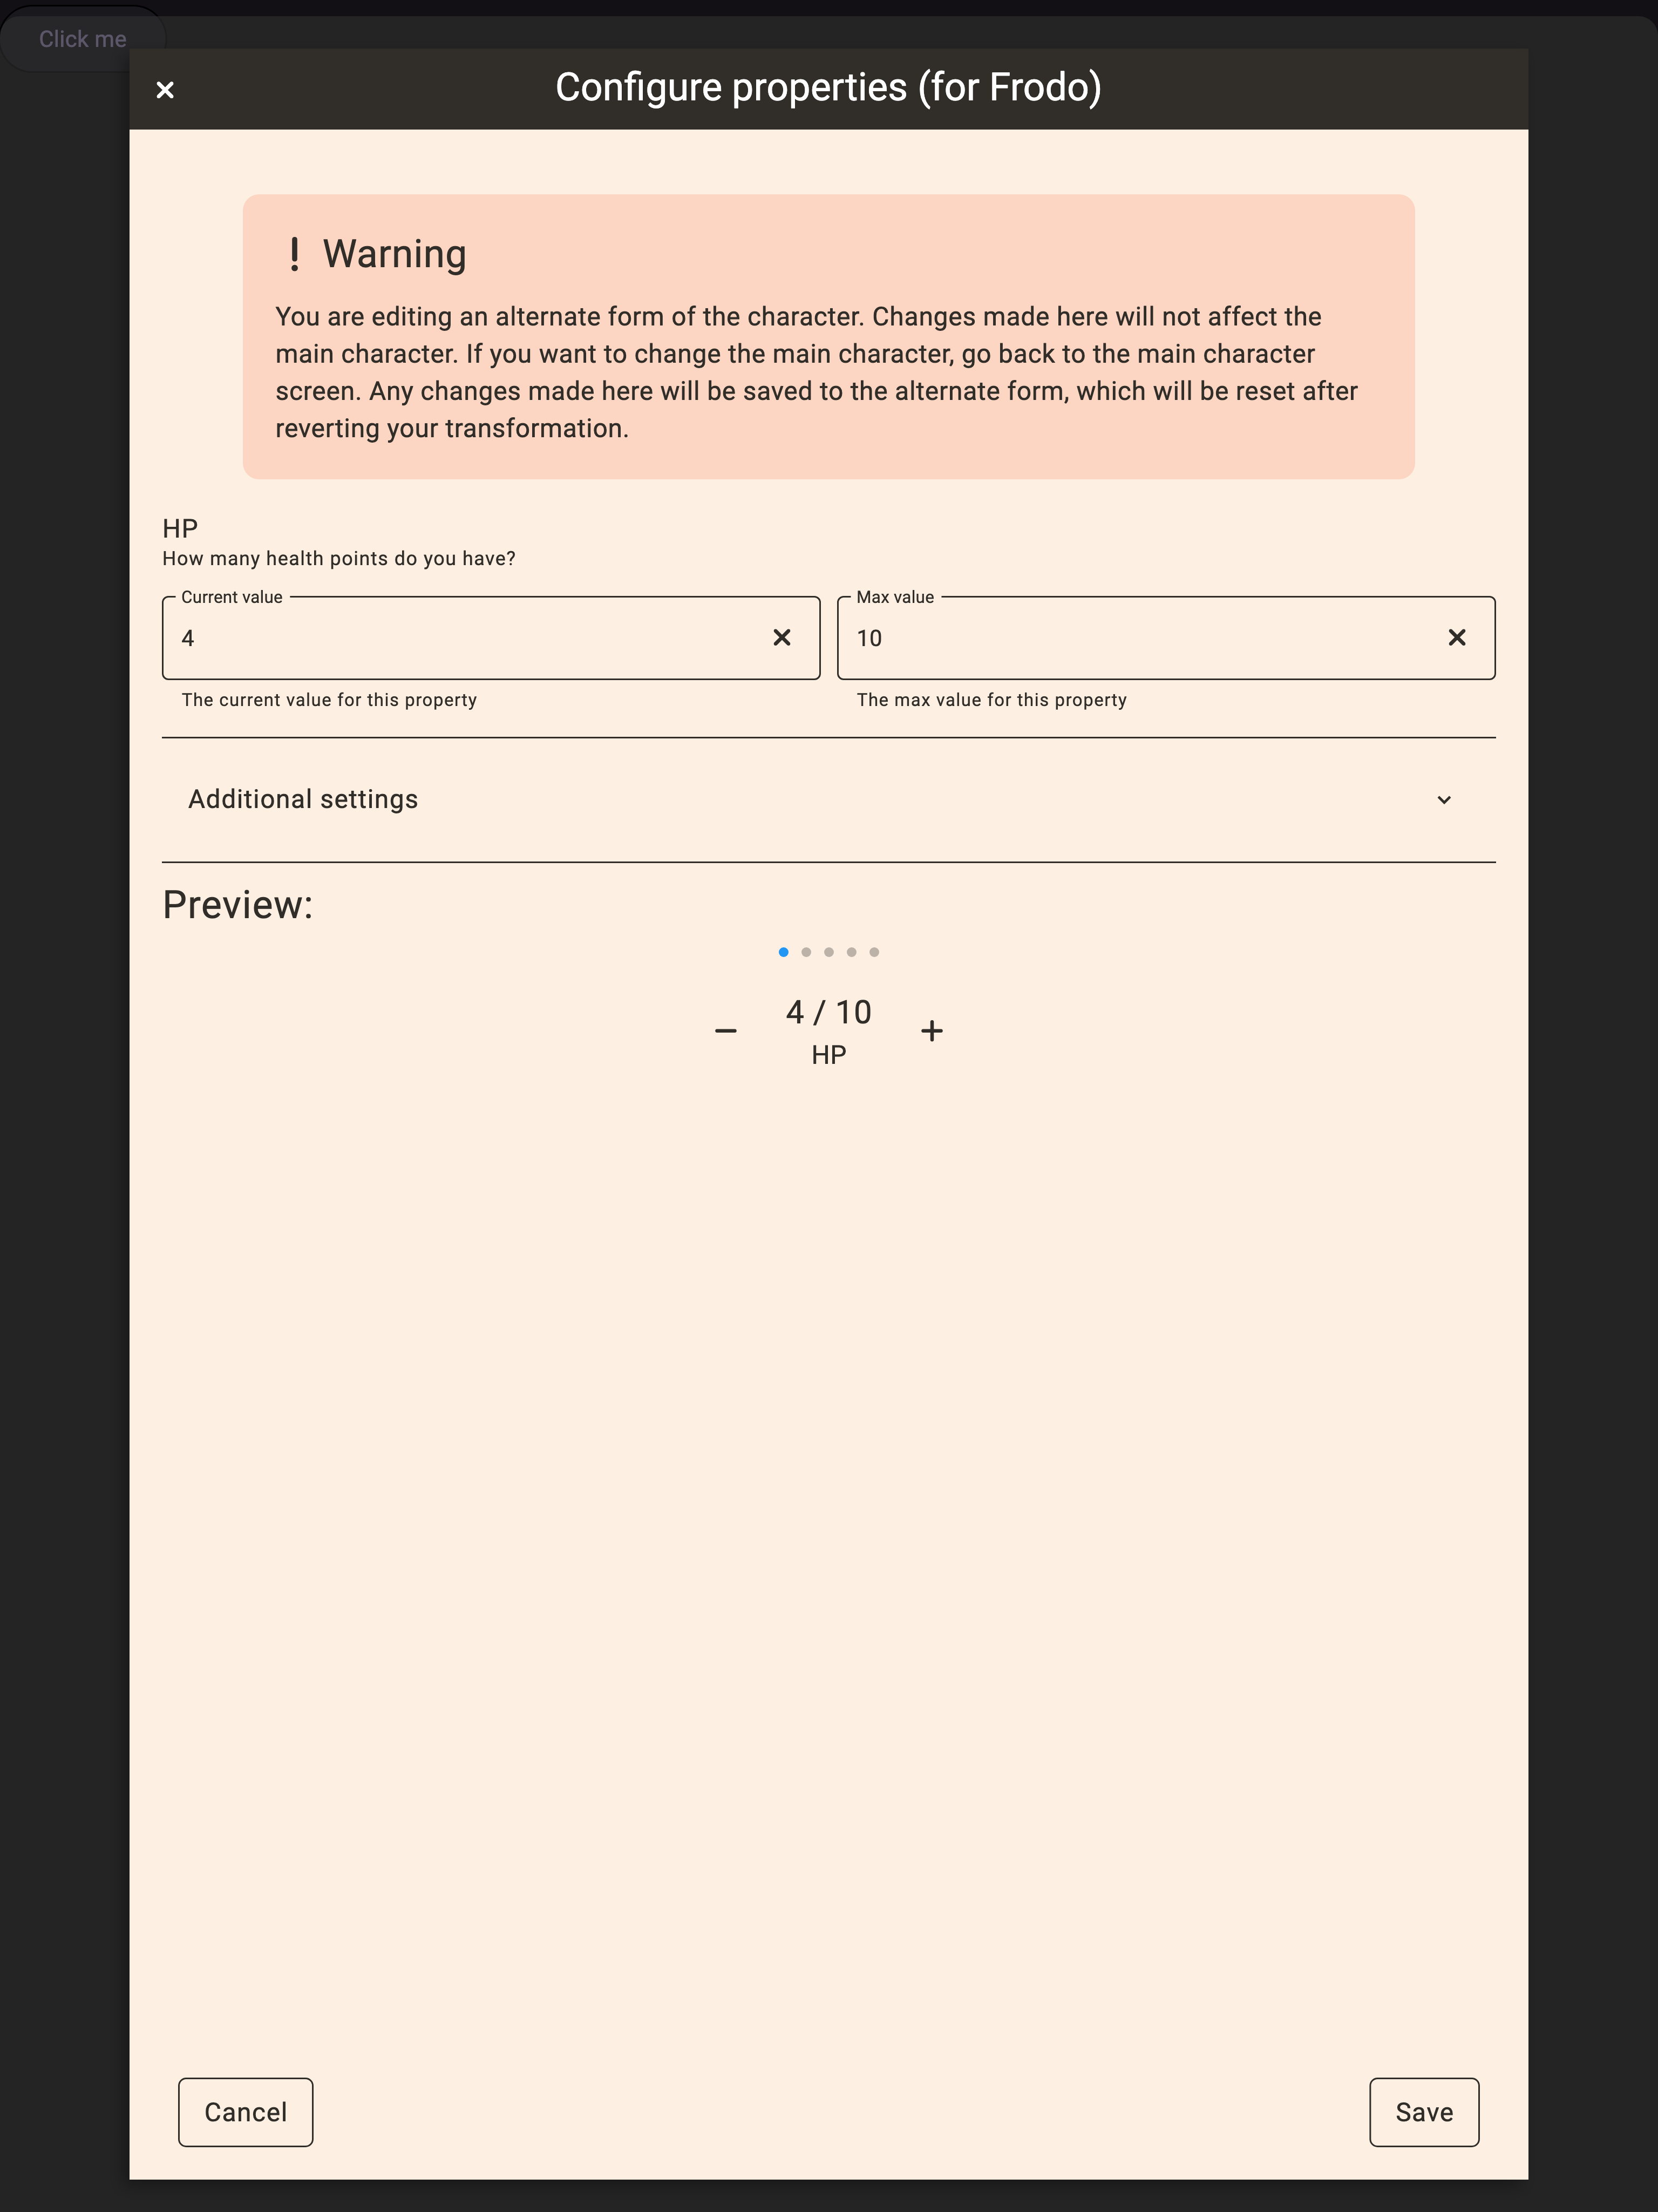 Click me
Configure properties (for Frodo)
Warning
You are editing an alternate form of the character. Changes made here will not affect the
main character. If you want to change the main character, go back to the main character
screen. Any changes made here will be saved to the alternate form, which will be reset after
reverting your transformation.
HP
How many health points do you have?
Current value
4
The current value for this property
Max value
10
The max value for this property
Additional settings
Preview:
4 / 10
HP
Cancel
Save